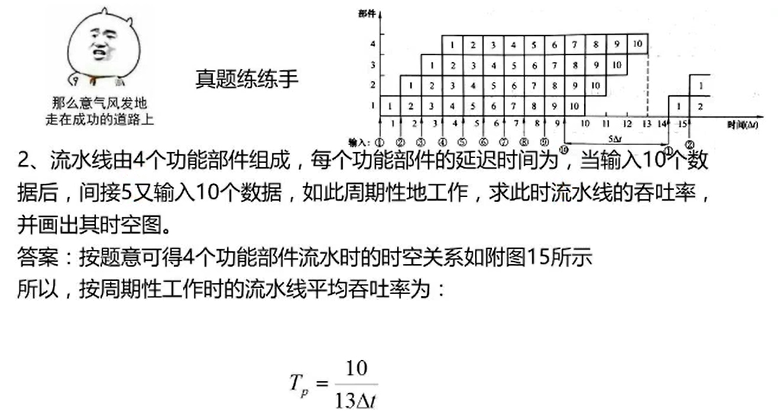 真题练练手
那么意气风发地
走在成功的道路上
部件
4 1 2 3 4 5 6 7 8 9 10
3 1 2 3 4 5 6 7 8 9 10
2 1 2 3 4 5 6 7 8 9 10 1
1 1 2 3 4 5 6 7 8 9 10 1 2
1 2 3 4 5 6 7 8 9 10 11 12 13 14 15 时间(Δt)
输入: ① ② ③ ④ ⑤ ⑥ ⑦ ⑧ ⑨ ⑩ 5Δt ① ②
2、流水线由4个功能部件组成，每个功能部件的延迟时间为，当输入10个数
据后，间接5又输入10个数据，如此周期性地工作，求此时流水线的吞吐率，
并画出其时空图。
答案：按题意可得4个功能部件流水时的时空关系如附图15所示
所以，按周期性工作时的流水线平均吞吐率为：
Tp = 10 / 13Δt